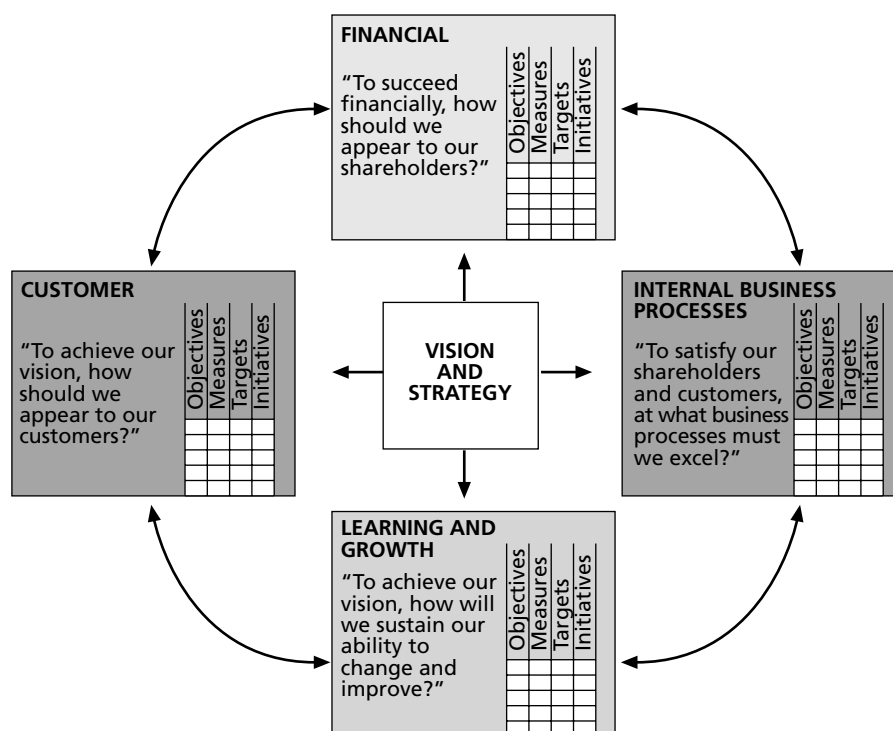 FINANCIAL
“To succeed
financially, how
should we
appear to our
shareholders?”
Objectives
Measures
Targets
Initiatives
CUSTOMER
“To achieve our
vision, how
should we
appear to our
customers?”
Objectives
Measures
Targets
Initiatives
VISION
AND
STRATEGY
INTERNAL BUSINESS
PROCESSES
“To satisfy our
shareholders
and customers,
at what business
processes must
we excel?”
Objectives
Measures
Targets
Initiatives
LEARNING AND
GROWTH
“To achieve our
vision, how will
we sustain our
ability to
change and
improve?”
Objectives
Measures
Targets
Initiatives